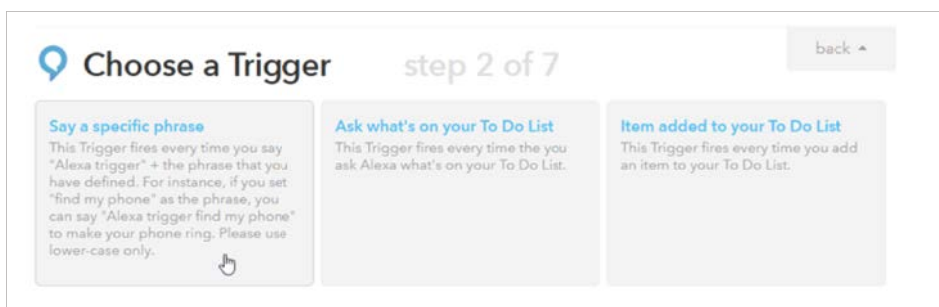 Choose a Trigger step 2 of 7 back
Say a specific phrase
This Trigger fires every time you say
"Alexa trigger" + the phrase that you
have defined. For instance, if you set
"find my phone" as the phrase, you
can say "Alexa trigger find my phone"
to make your phone ring. Please use
lower-case only.
Ask what's on your To Do List
This Trigger fires every time the you
ask Alexa what's on your To Do List.
Item added to your To Do List
This Trigger fires every time you add
an item to your To Do List.